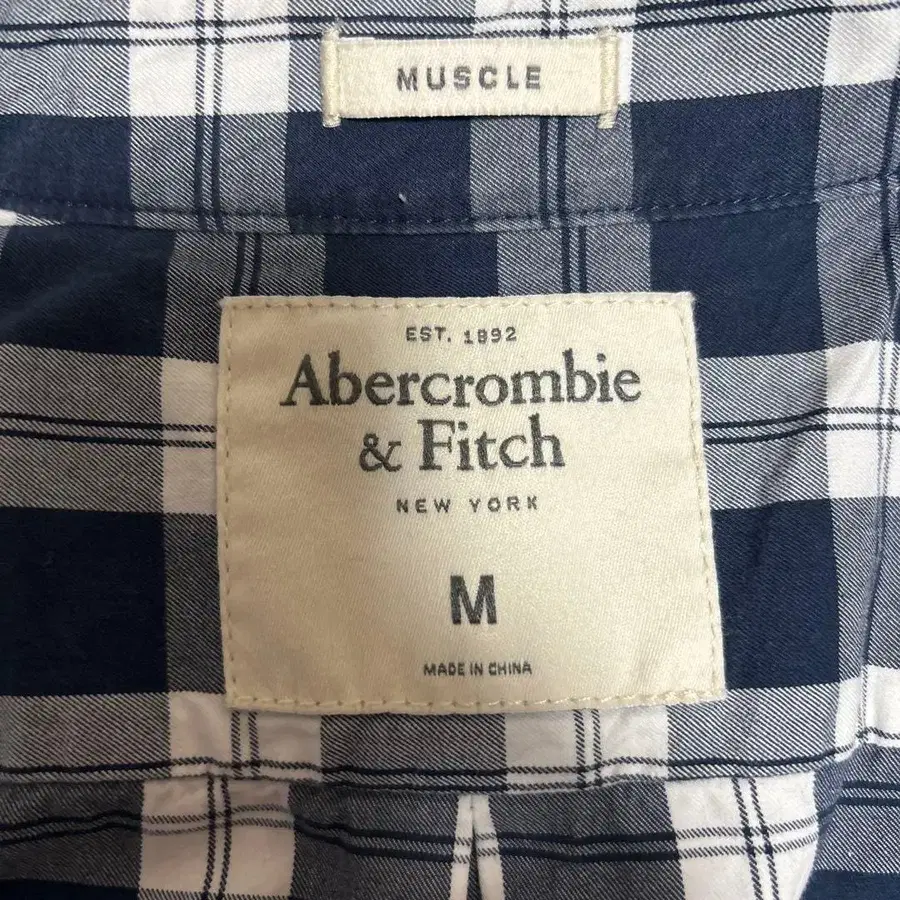 MUSCLE
EST. 1892
Abercrombie
& Fitch
NEW YORK
M
MADE IN CHINA